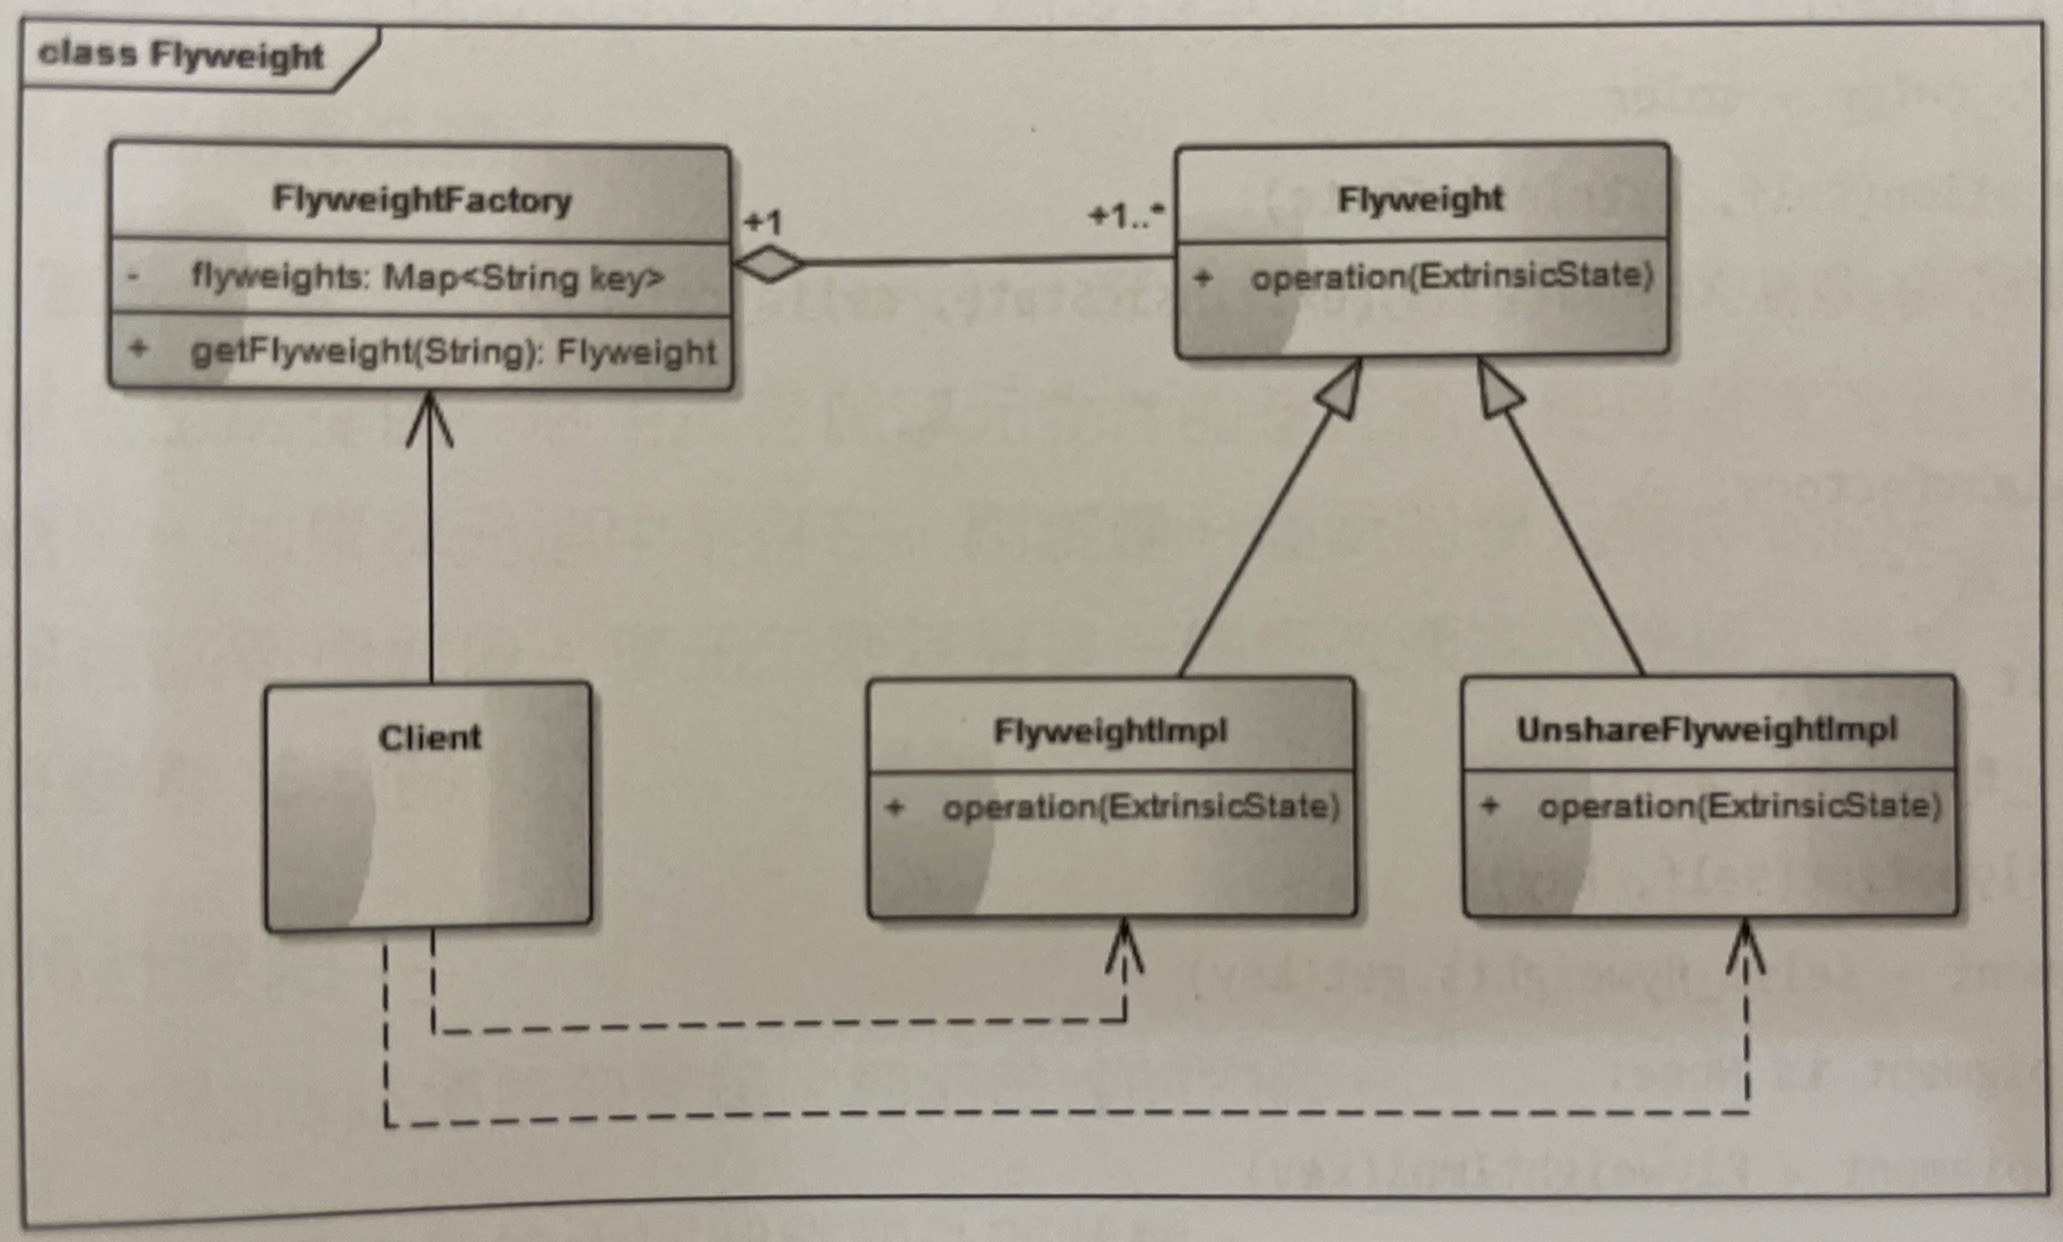 class Flyweight
FlyweightFactory
- flyweights: Map<String key>
+ getFlyweight(String): Flyweight
+1
+1..*
Flyweight
+ operation(ExtrinsicState)
Client
FlyweightImpl
+ operation(ExtrinsicState)
UnshareFlyweightImpl
+ operation(ExtrinsicState)